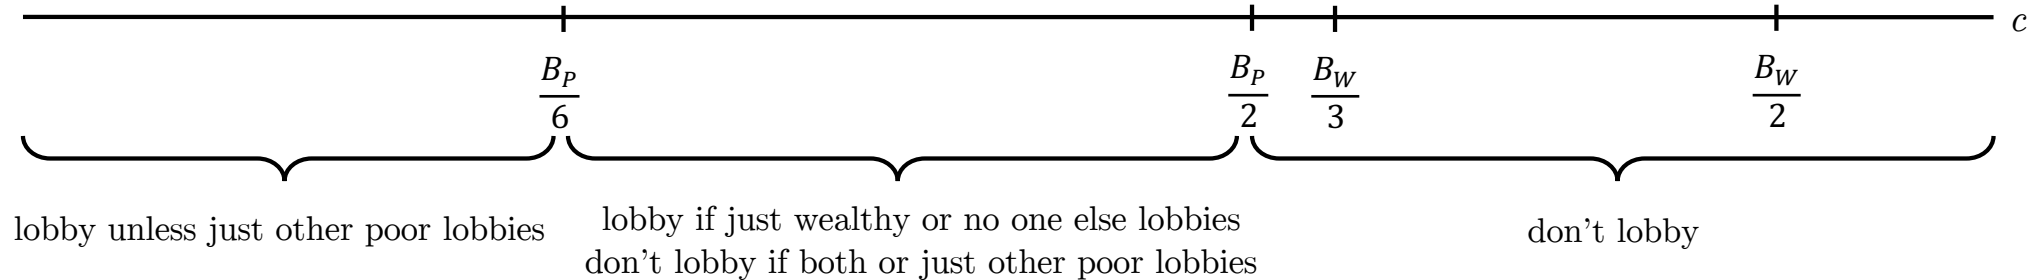 c
B_P/6
B_P/2
B_W/3
B_W/2
lobby unless just other poor lobbies
lobby if just wealthy or no one else lobbies
don't lobby if both or just other poor lobbies
don't lobby